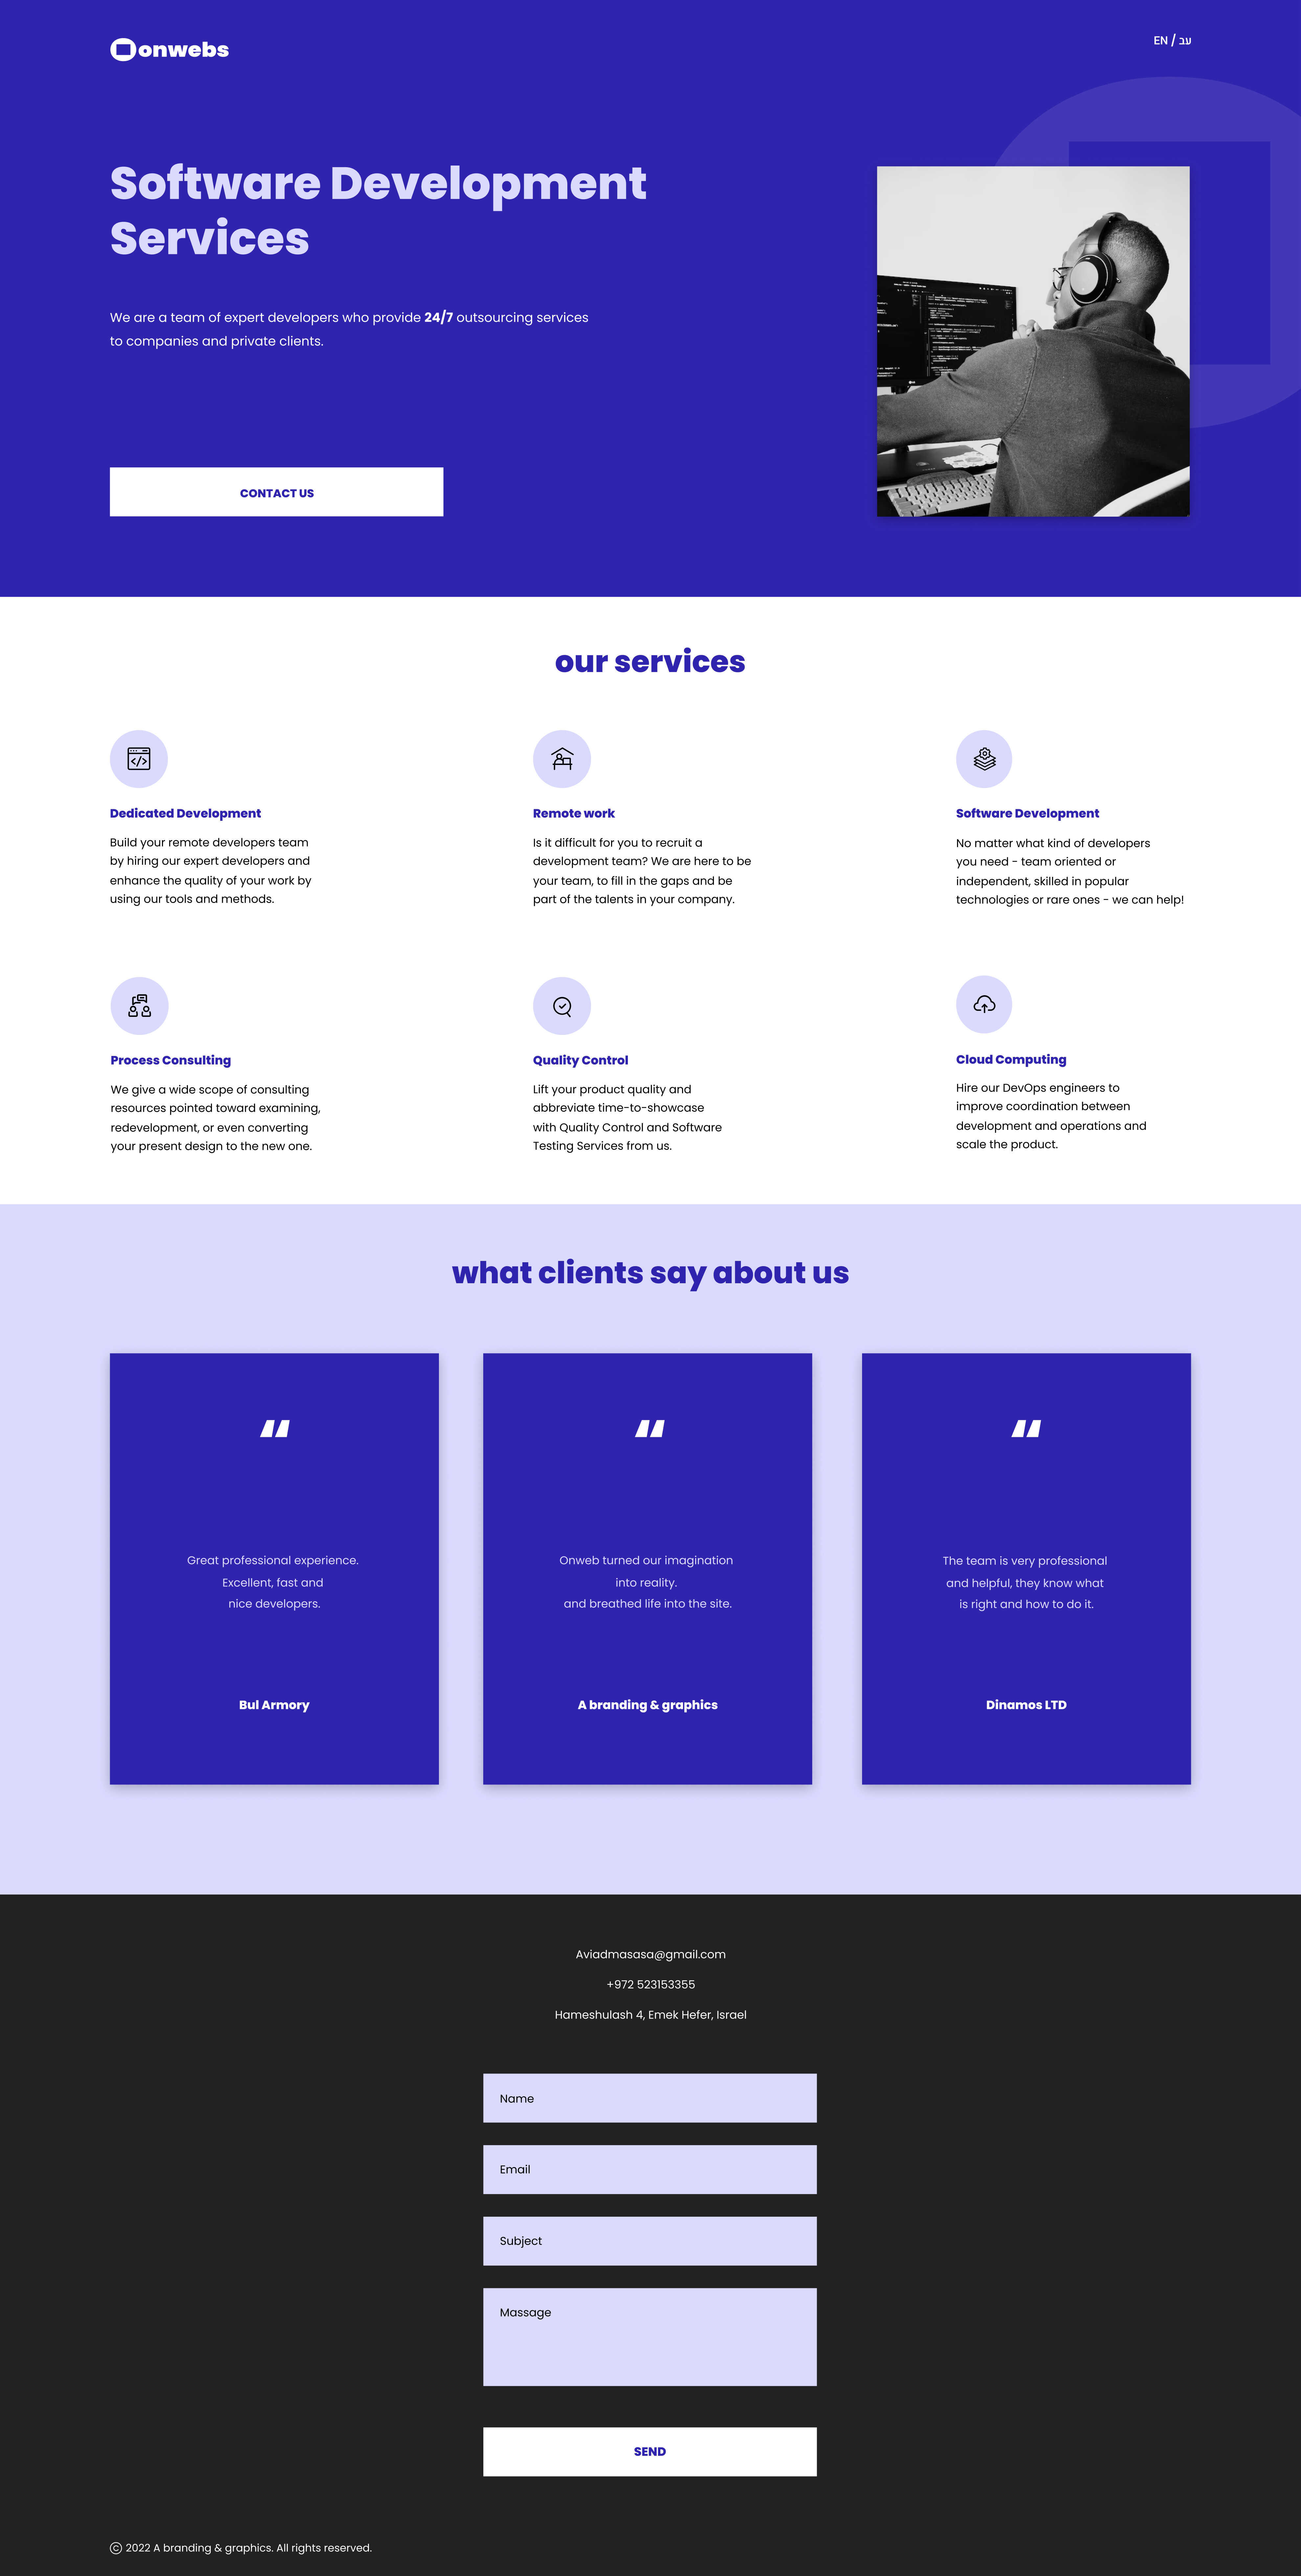 onwebs
EN / עב
Software Development
Services
We are a team of expert developers who provide 24/7 outsourcing services
to companies and private clients.
CONTACT US
our services
Dedicated Development
Build your remote developers team
by hiring our expert developers and
enhance the quality of your work by
using our tools and methods.
Remote work
Is it difficult for you to recruit a
development team? We are here to be
your team, to fill in the gaps and be
part of the talents in your company.
Software Development
No matter what kind of developers
you need - team oriented or
independent, skilled in popular
technologies or rare ones - we can help!
Process Consulting
We give a wide scope of consulting
resources pointed toward examining,
redevelopment, or even converting
your present design to the new one.
Quality Control
Lift your product quality and
abbreviate time-to-showcase
with Quality Control and Software
Testing Services from us.
Cloud Computing
Hire our DevOps engineers to
improve coordination between
development and operations and
scale the product.
what clients say about us
“
Great professional experience.
Excellent, fast and
nice developers.
Bul Armory
“
Onweb turned our imagination
into reality.
and breathed life into the site.
A branding & graphics
“
The team is very professional
and helpful, they know what
is right and how to do it.
Dinamos LTD
Aviadmasasa@gmail.com
+972 523153355
Hameshulash 4, Emek Hefer, Israel
Name
Email
Subject
Massage
SEND
© 2022 A branding & graphics. All rights reserved.